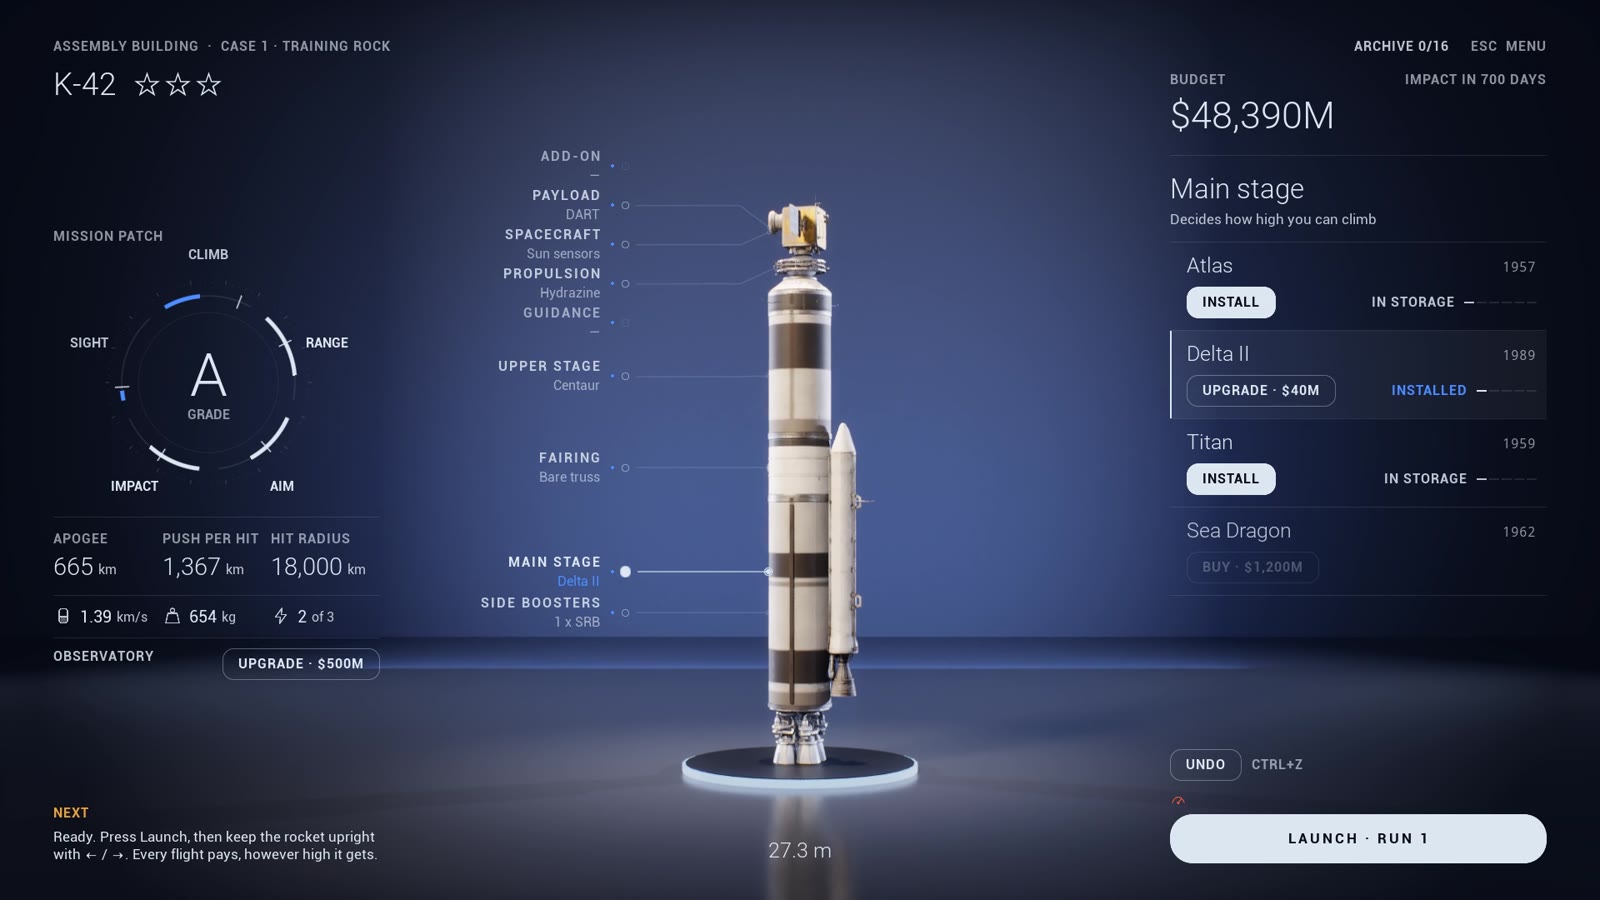 ASSEMBLY BUILDING · CASE 1 · TRAINING ROCK
K-42 ☆☆☆
ARCHIVE 0/16 ESC MENU
BUDGET IMPACT IN 700 DAYS
$48,390M
Main stage
Decides how high you can climb
Atlas 1957
INSTALL IN STORAGE
Delta II 1989
UPGRADE · $40M INSTALLED
Titan 1959
INSTALL IN STORAGE
Sea Dragon 1962
BUY · $1,200M
ADD-ON
—
PAYLOAD
DART
SPACECRAFT
Sun sensors
PROPULSION
Hydrazine
GUIDANCE
—
UPPER STAGE
Centaur
FAIRING
Bare truss
MAIN STAGE
Delta II
SIDE BOOSTERS
1 x SRB
MISSION PATCH
CLIMB
SIGHT
RANGE
A
GRADE
IMPACT
AIM
APOGEE PUSH PER HIT HIT RADIUS
665 km 1,367 km 18,000 km
1.39 km/s 654 kg 2 of 3
OBSERVATORY UPGRADE · $500M
NEXT
Ready. Press Launch, then keep the rocket upright
with ← / →. Every flight pays, however high it gets.
27.3 m
UNDO CTRL+Z
LAUNCH · RUN 1